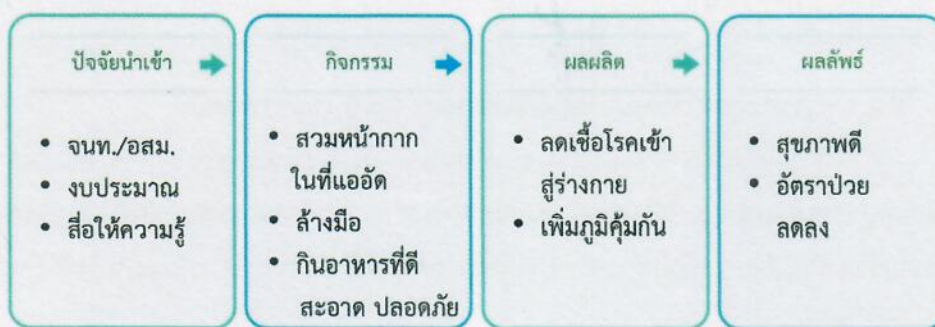 ปัจจัยนำเข้า
• จนท./อสม.
• งบประมาณ
• สื่อให้ความรู้
กิจกรรม
• สวมหน้ากาก
ในที่แออัด
• ล้างมือ
• กินอาหารที่ดี
สะอาด ปลอดภัย
ผลผลิต
• ลดเชื้อโรคเข้า
สู่ร่างกาย
• เพิ่มภูมิคุ้มกัน
ผลลัพธ์
• สุขภาพดี
• อัตราป่วย
ลดลง